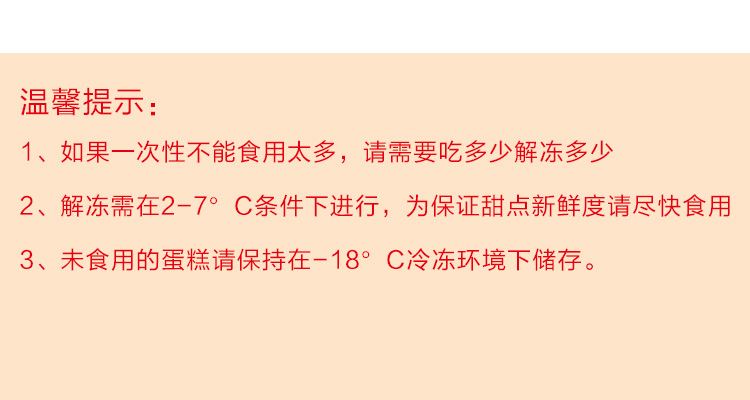 温馨提示：
1、如果一次性不能食用太多，请需要吃多少解冻多少
2、解冻需在2-7°C条件下进行，为保证甜点新鲜度请尽快食用
3、未食用的蛋糕请保持在-18°C冷冻环境下储存。